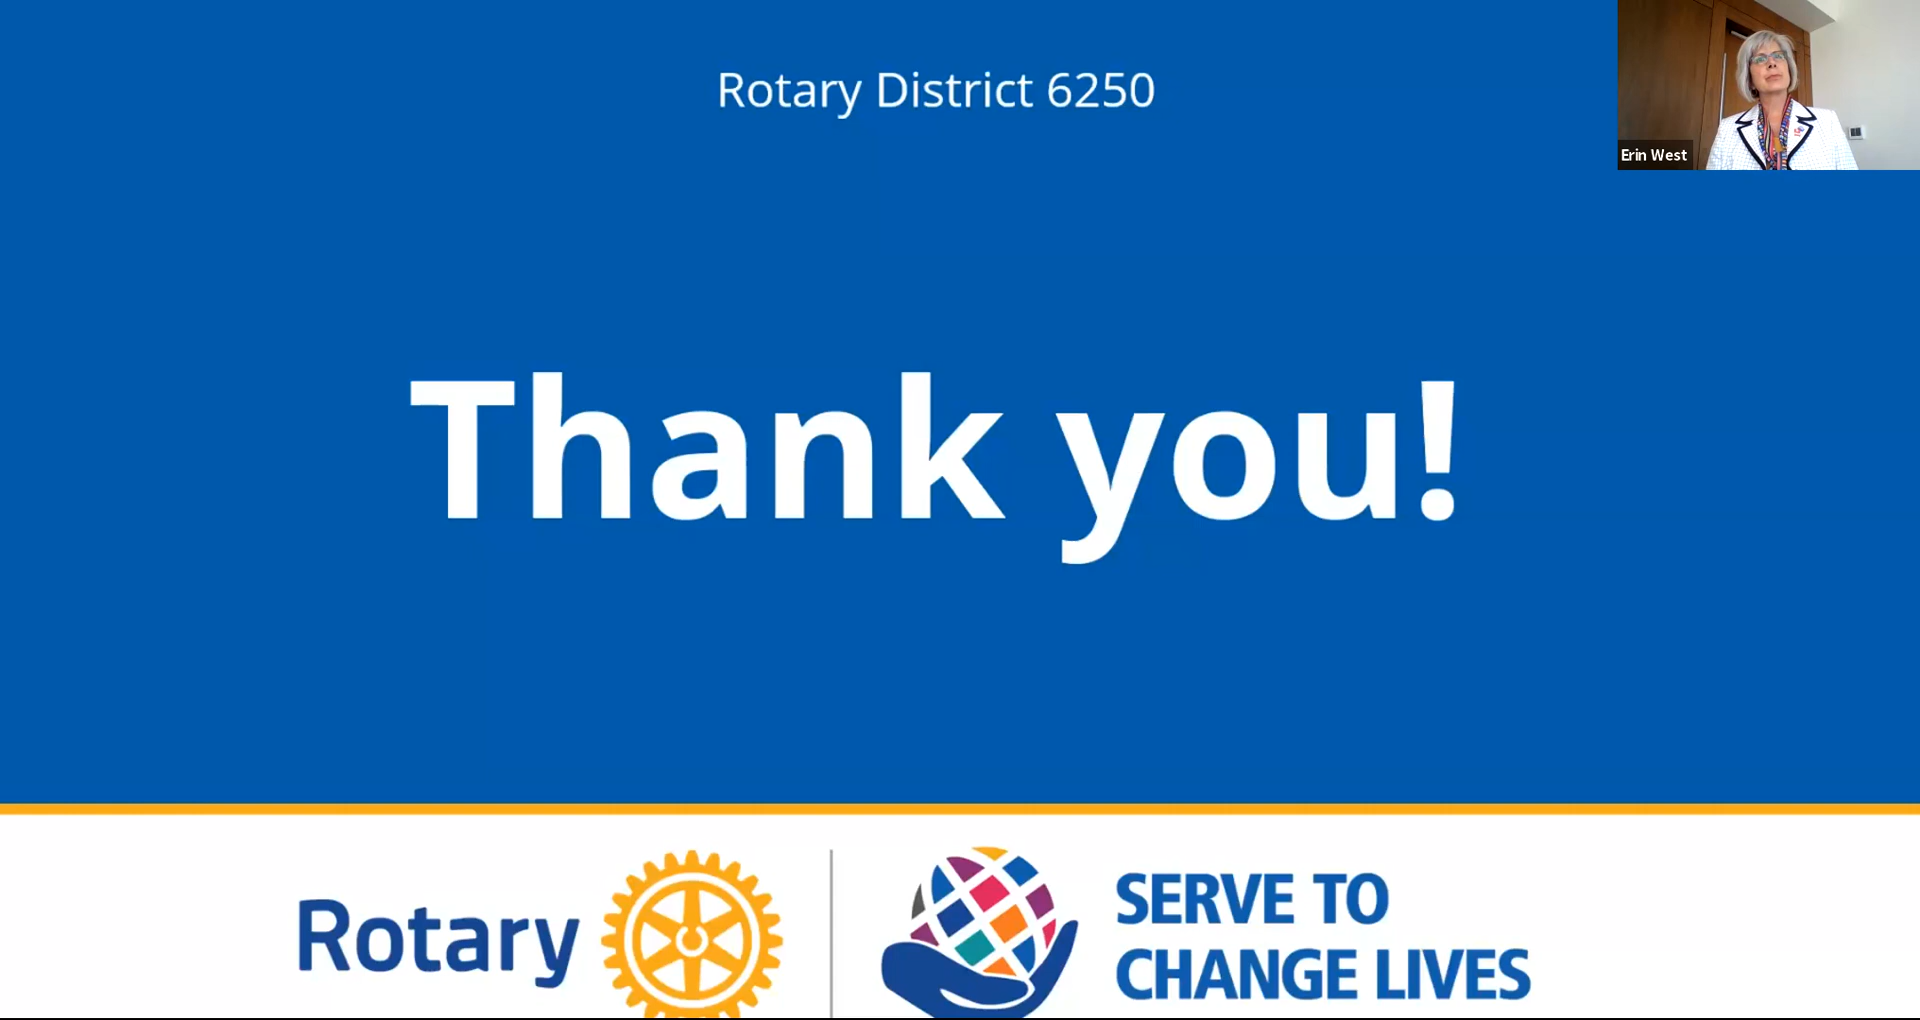 Rotary District 6250
Erin West
Thank you!
Rotary
SERVE TO
CHANGE LIVES